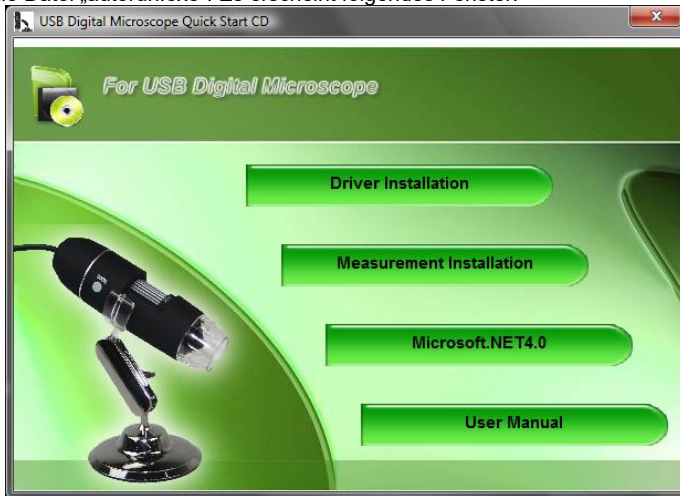 USB Digital Microscope Quick Start CD
For USB Digital Microscope
Driver Installation
Measurement Installation
Microsoft.NET4.0
User Manual